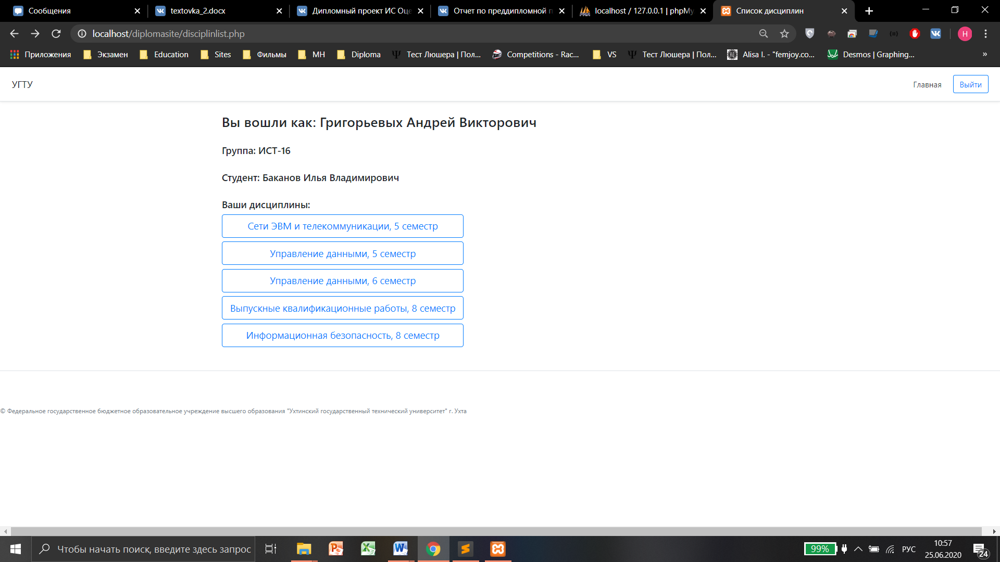 Сообщения
textovka_2.docx
Дипломный проект ИС Оце
Отчет по преддипломной п
localhost / 127.0.0.1 | phpMy
Список дисциплин
localhost/diplomasite/disciplinlist.php
Н
Приложения
Экзамен
Education
Sites
Фильмы
МН
Diploma
Тест Люшера | Пол...
Competitions - Rac...
VS
Тест Люшера | Пол...
Alisa I. - "femjoy.co...
Desmos | Graphing...
»
УГТУ
Главная
Выйти
Вы вошли как: Григорьевых Андрей Викторович
Группа: ИСТ-16
Студент: Баканов Илья Владимирович
Ваши дисциплины:
Сети ЭВМ и телекоммуникации, 5 семестр
Управление данными, 5 семестр
Управление данными, 6 семестр
Выпускные квалификационные работы, 8 семестр
Информационная безопасность, 8 семестр
© Федеральное государственное бюджетное образовательное учреждение высшего образования "Ухтинский государственный технический университет" г. Ухта
Чтобы начать поиск, введите здесь запрос
99%
РУС
10:57
25.06.2020
24